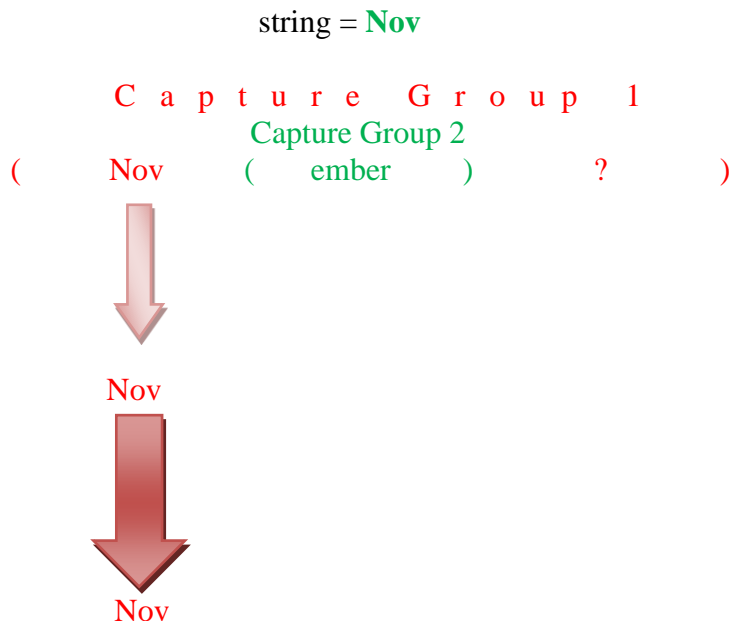 string = Nov
C a p t u r e G r o u p 1
Capture Group 2
( Nov ( ember ) ? )
Nov
Nov